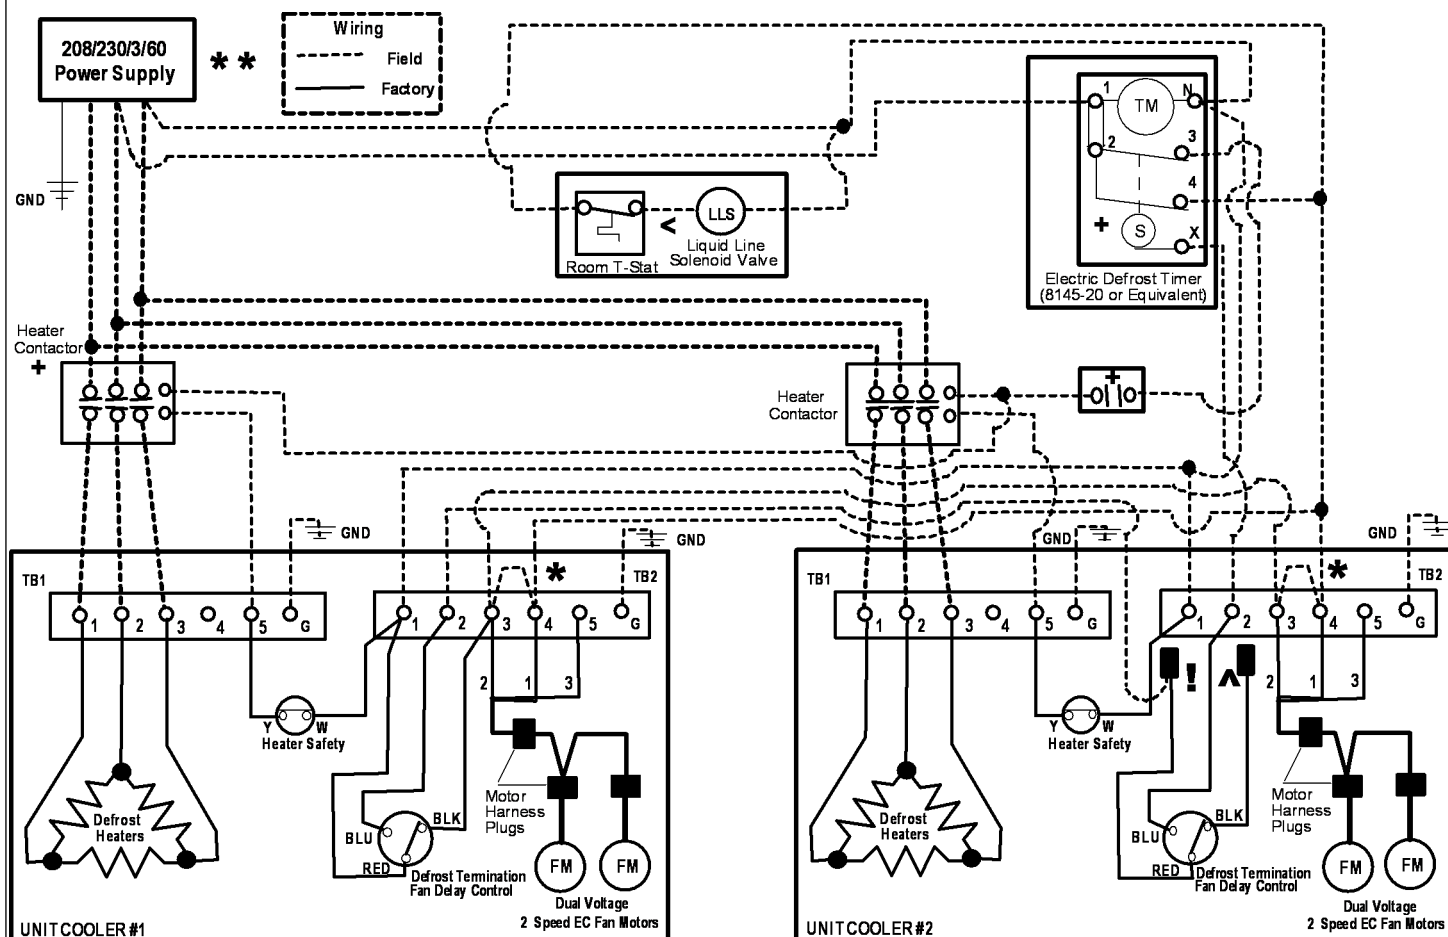 Wiring
Field
Factory
208/230/3/60
Power Supply
* *
GND
1
TM
N
2
3
4
+
S
X
Electric Defrost Timer
(8145-20 or Equivalent)
<
LLS
Room T-Stat
Liquid Line
Solenoid Valve
Heater
Contactor
+
Heater
Contactor
+
GND
GND
GND
GND
TB1
1
2
3
4
5
G
*
TB2
1
2
3
4
5
G
TB1
1
2
3
4
5
G
*
TB2
1
2
3
4
5
G
2
1
3
Y
W
Heater Safety
Defrost
Heaters
BLU
BLK
RED
Defrost Termination
Fan Delay Control
Motor
Harness
Plugs
FM
FM
Dual Voltage
2 Speed EC Fan Motors
UNIT COOLER #1
!
^
2
1
3
Y
W
Heater Safety
Defrost
Heaters
BLU
BLK
RED
Defrost Termination
Fan Delay Control
Motor
Harness
Plugs
FM
FM
Dual Voltage
2 Speed EC Fan Motors
UNIT COOLER #2